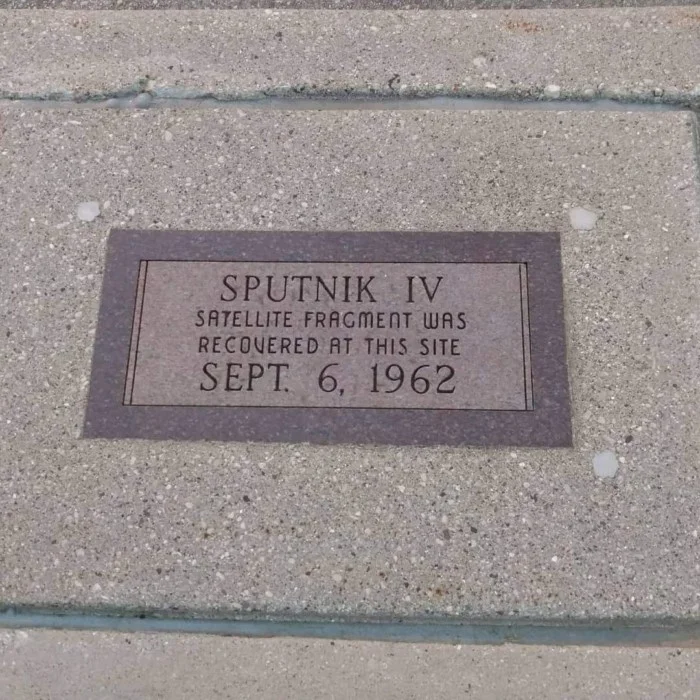 SPUTNIK IV
SATELLITE FRAGMENT WAS
RECOVERED AT THIS SITE
SEPT. 6, 1962